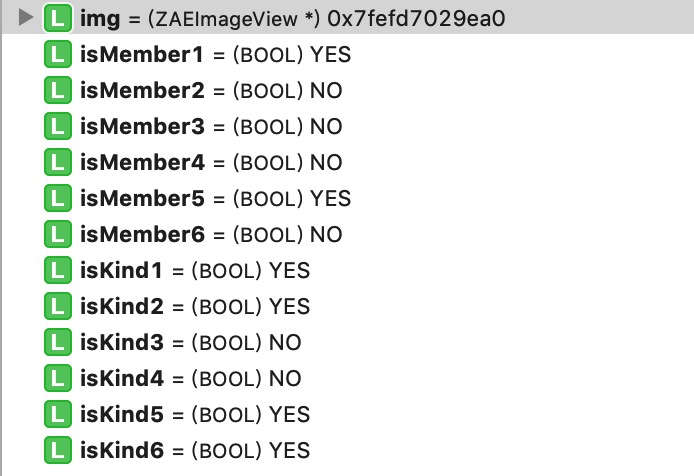 L img = (ZAEImageView *) 0x7fefd7029ea0
L isMember1 = (BOOL) YES
L isMember2 = (BOOL) NO
L isMember3 = (BOOL) NO
L isMember4 = (BOOL) NO
L isMember5 = (BOOL) YES
L isMember6 = (BOOL) NO
L isKind1 = (BOOL) YES
L isKind2 = (BOOL) YES
L isKind3 = (BOOL) NO
L isKind4 = (BOOL) NO
L isKind5 = (BOOL) YES
L isKind6 = (BOOL) YES